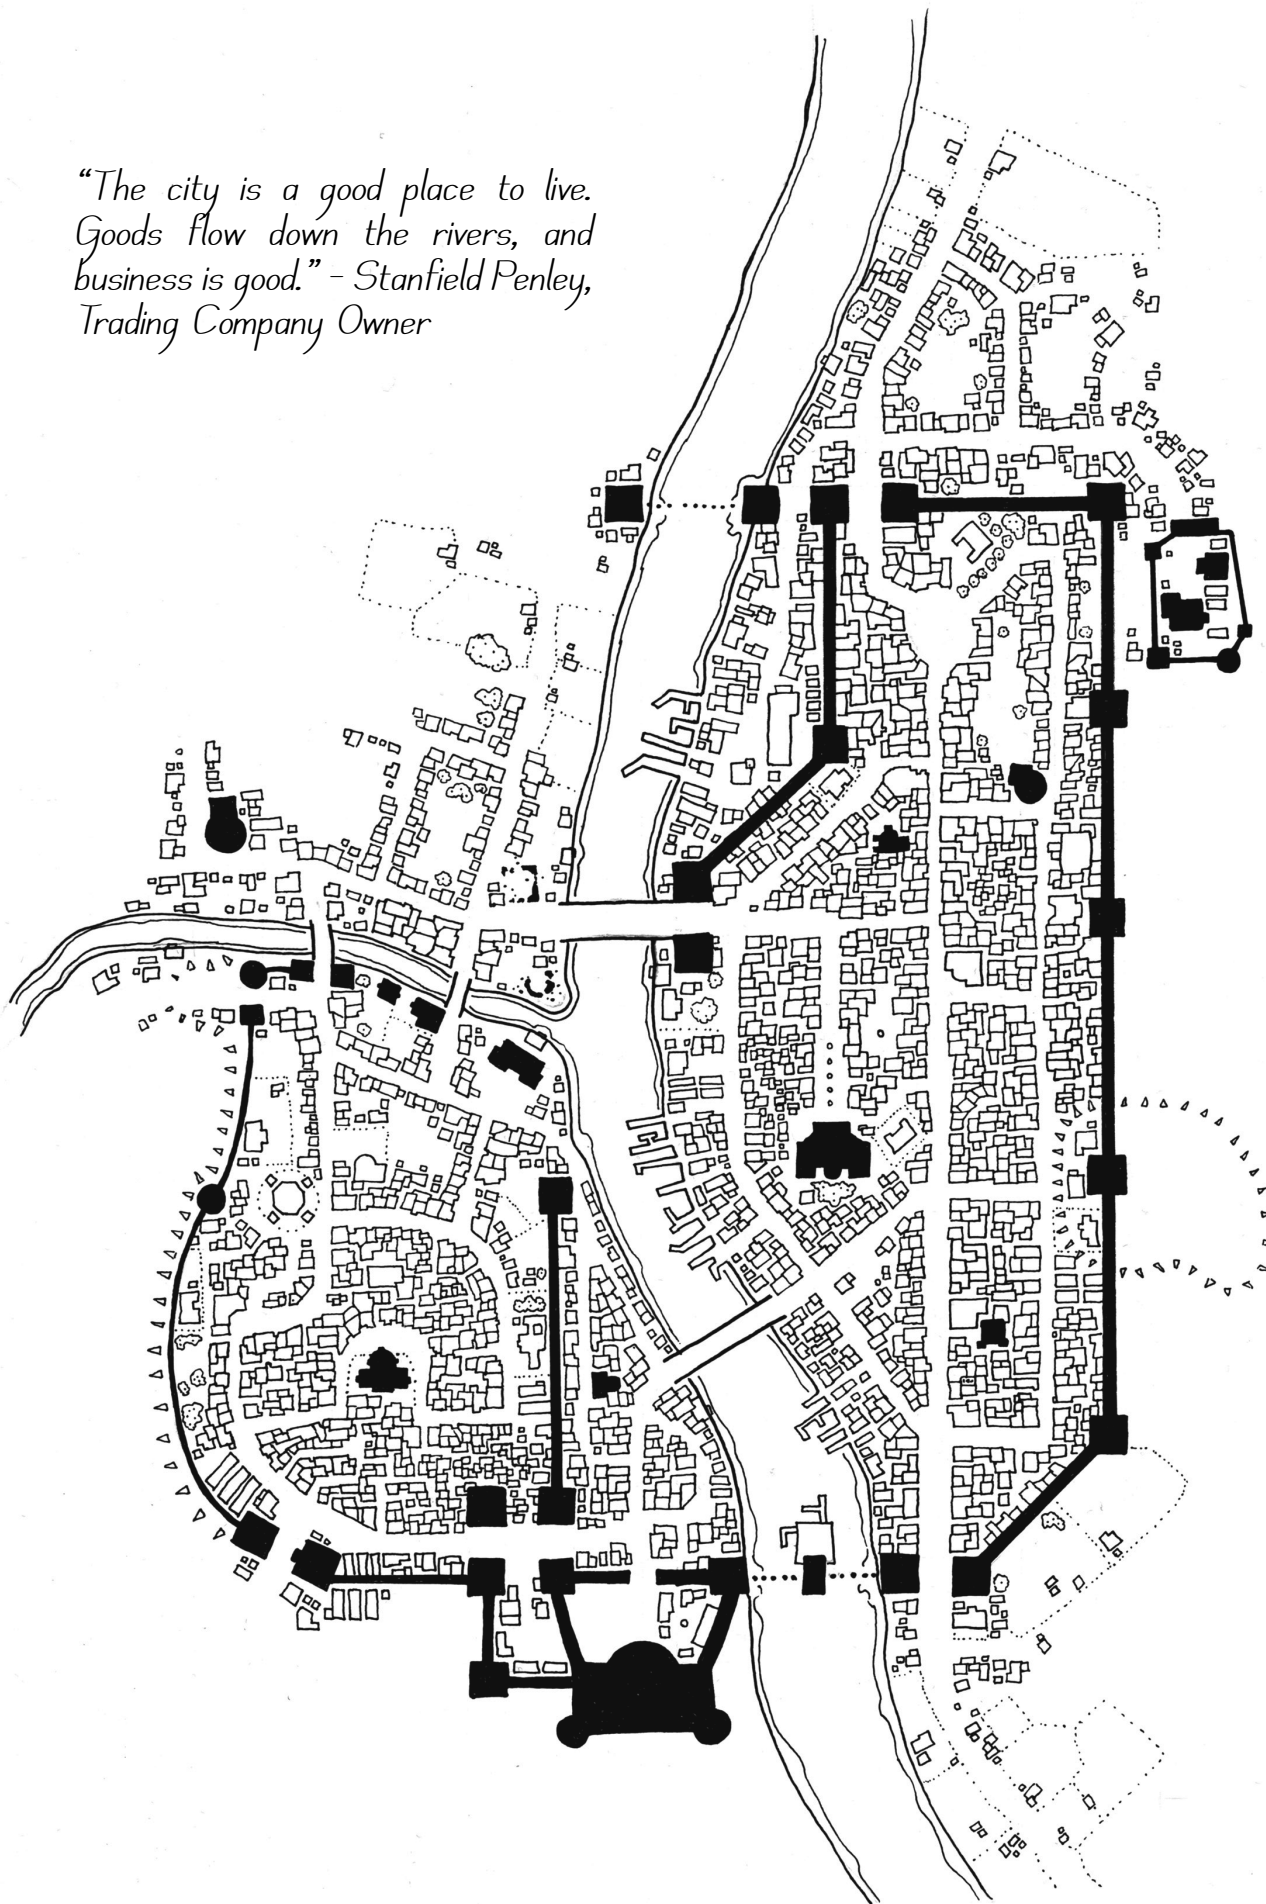 “The city is a good place to live.
Goods flow down the rivers, and
business is good.” - Stanfield Penley,
Trading Company Owner